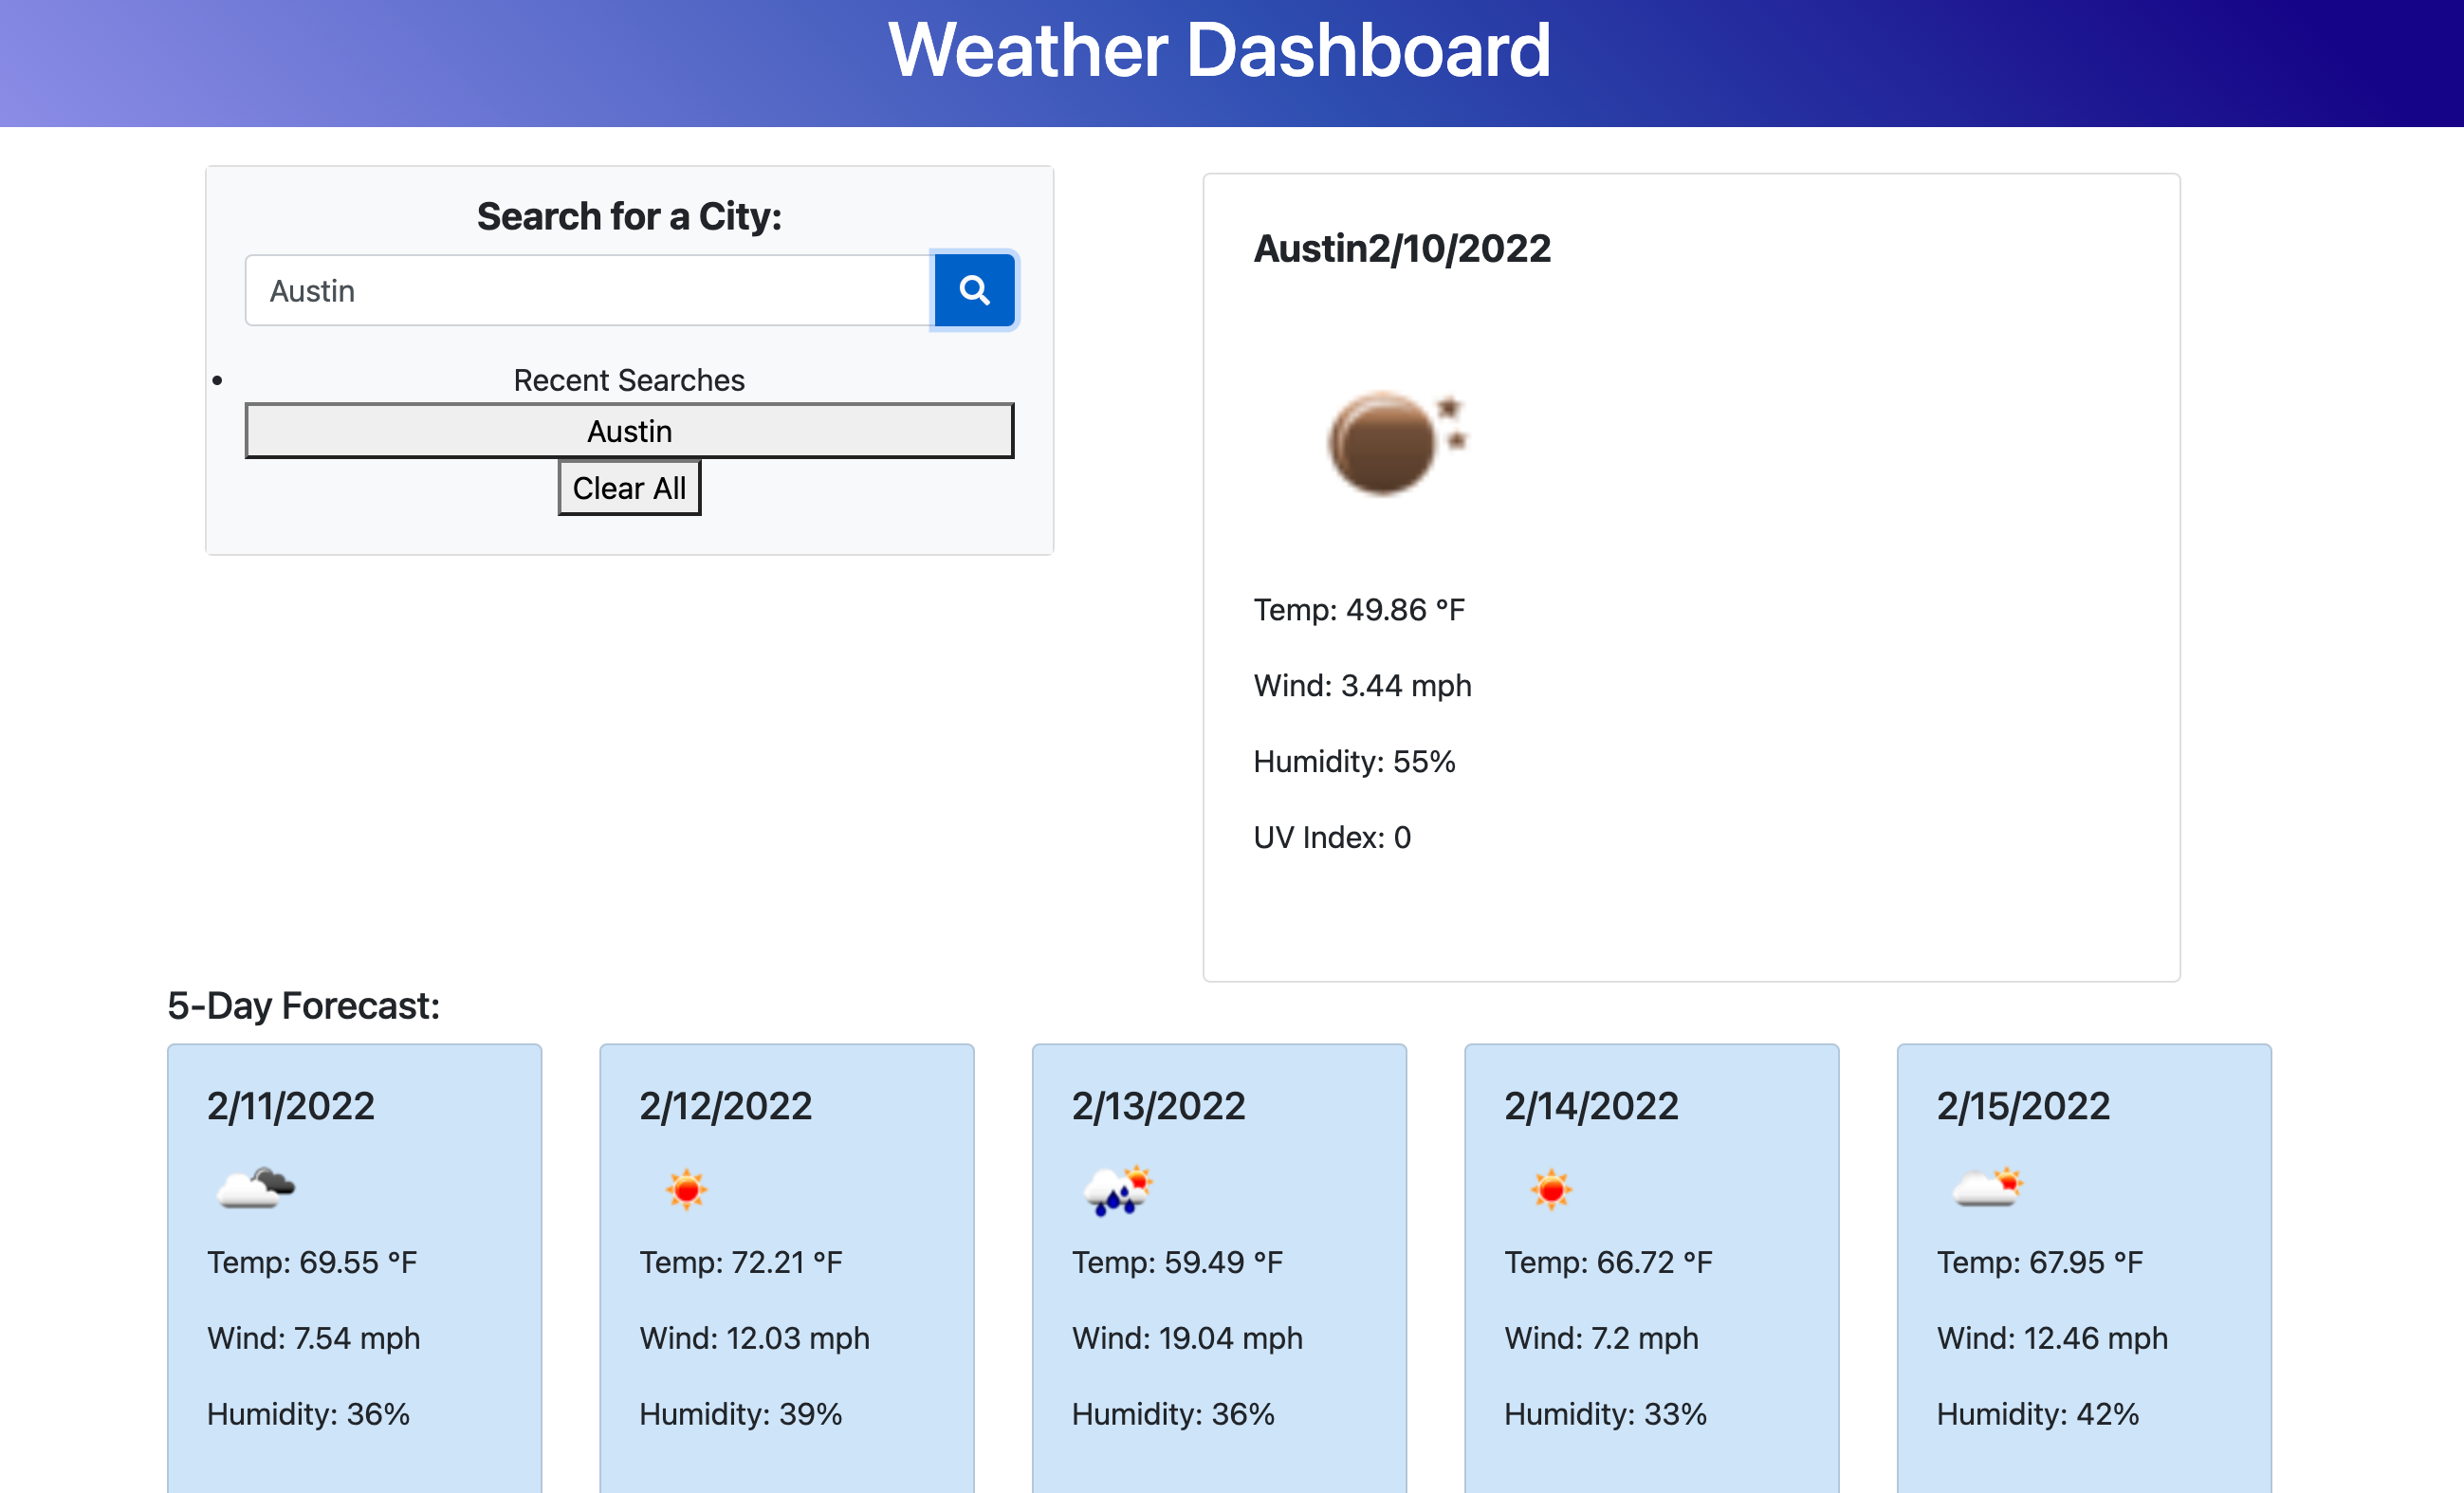 Weather Dashboard
Search for a City:
Austin
Recent Searches
Austin
Clear All
Austin2/10/2022
Temp: 49.86 °F
Wind: 3.44 mph
Humidity: 55%
UV Index: 0
5-Day Forecast:
2/11/2022
Temp: 69.55 °F
Wind: 7.54 mph
Humidity: 36%
2/12/2022
Temp: 72.21 °F
Wind: 12.03 mph
Humidity: 39%
2/13/2022
Temp: 59.49 °F
Wind: 19.04 mph
Humidity: 36%
2/14/2022
Temp: 66.72 °F
Wind: 7.2 mph
Humidity: 33%
2/15/2022
Temp: 67.95 °F
Wind: 12.46 mph
Humidity: 42%